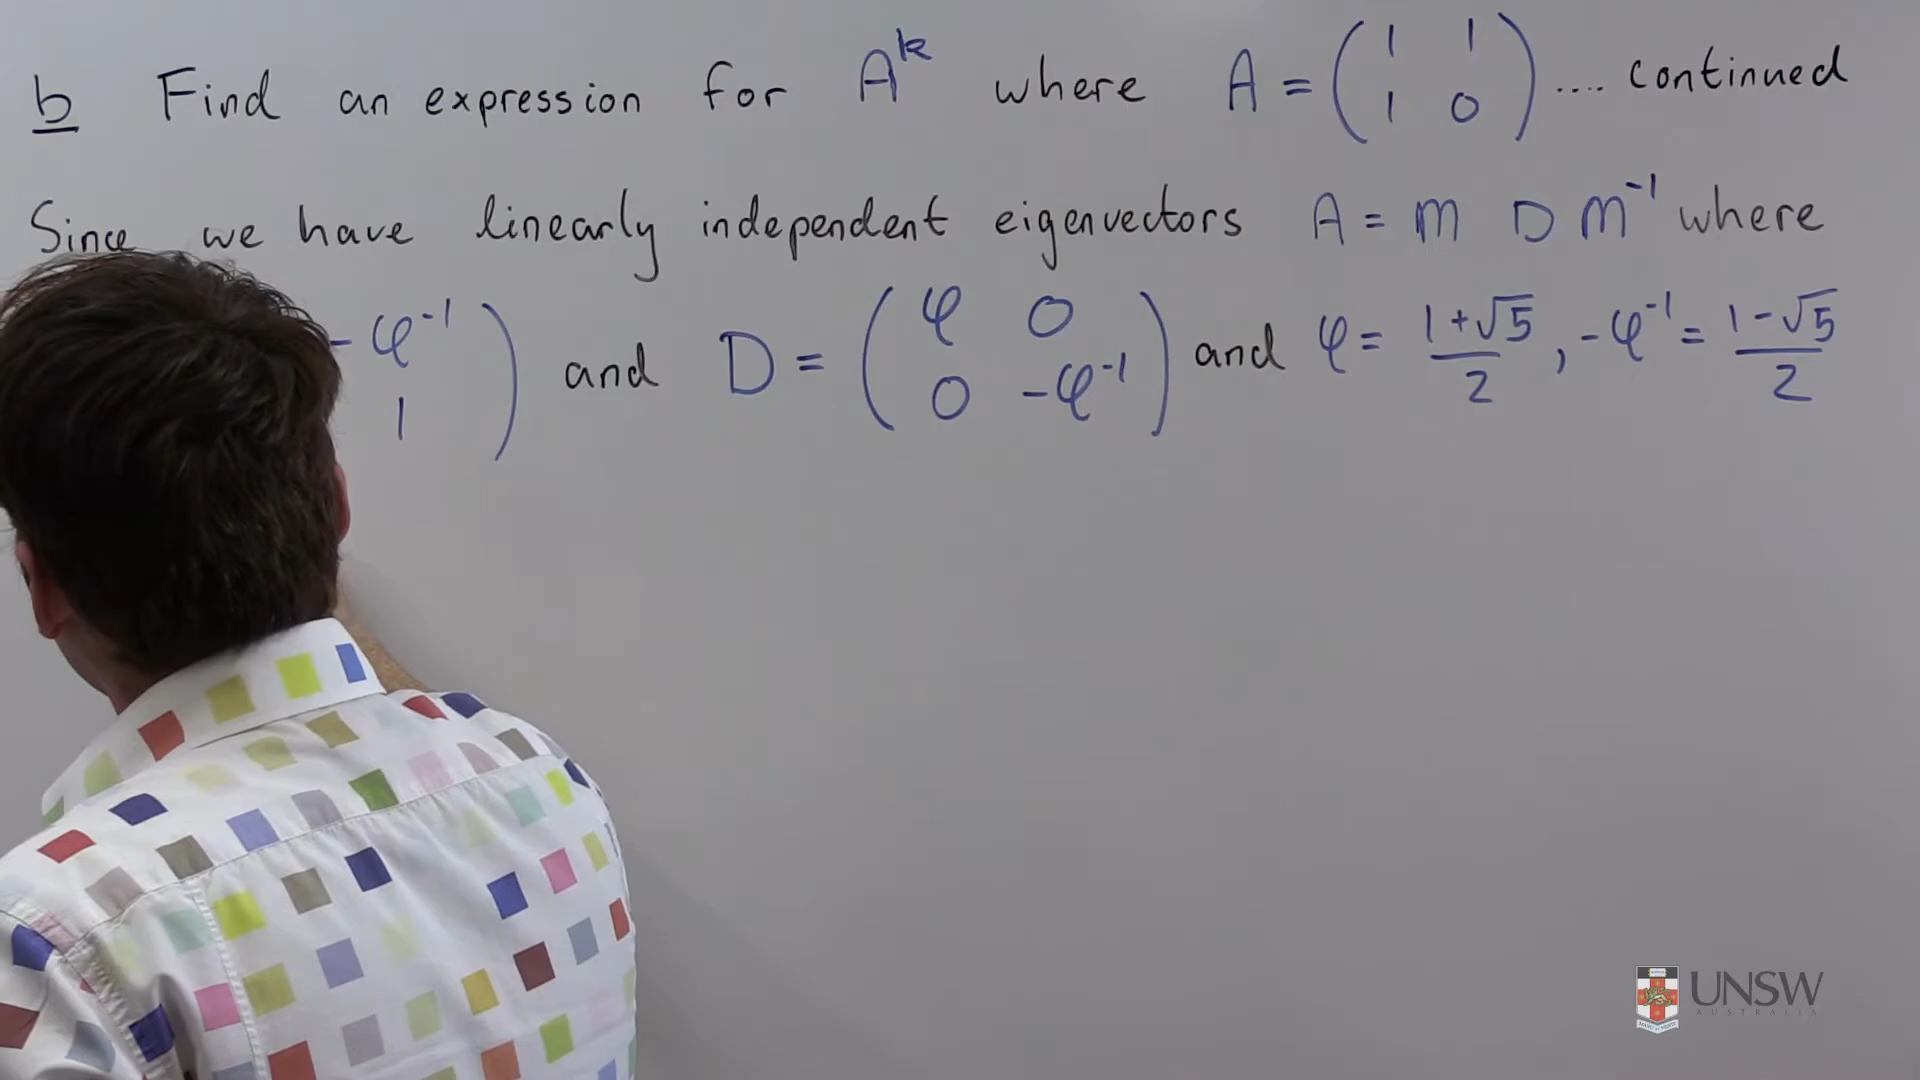 b Find an expression for A^k where A = (1 1; 1 0) .... continued
Since we have linearly independent eigenvectors A = M D M^-1 where
-φ^-1; 1) and D = (φ 0; 0 -φ^-1) and φ = (1+√5)/2, -φ^-1 = (1-√5)/2
UNSW
AUSTRALIA